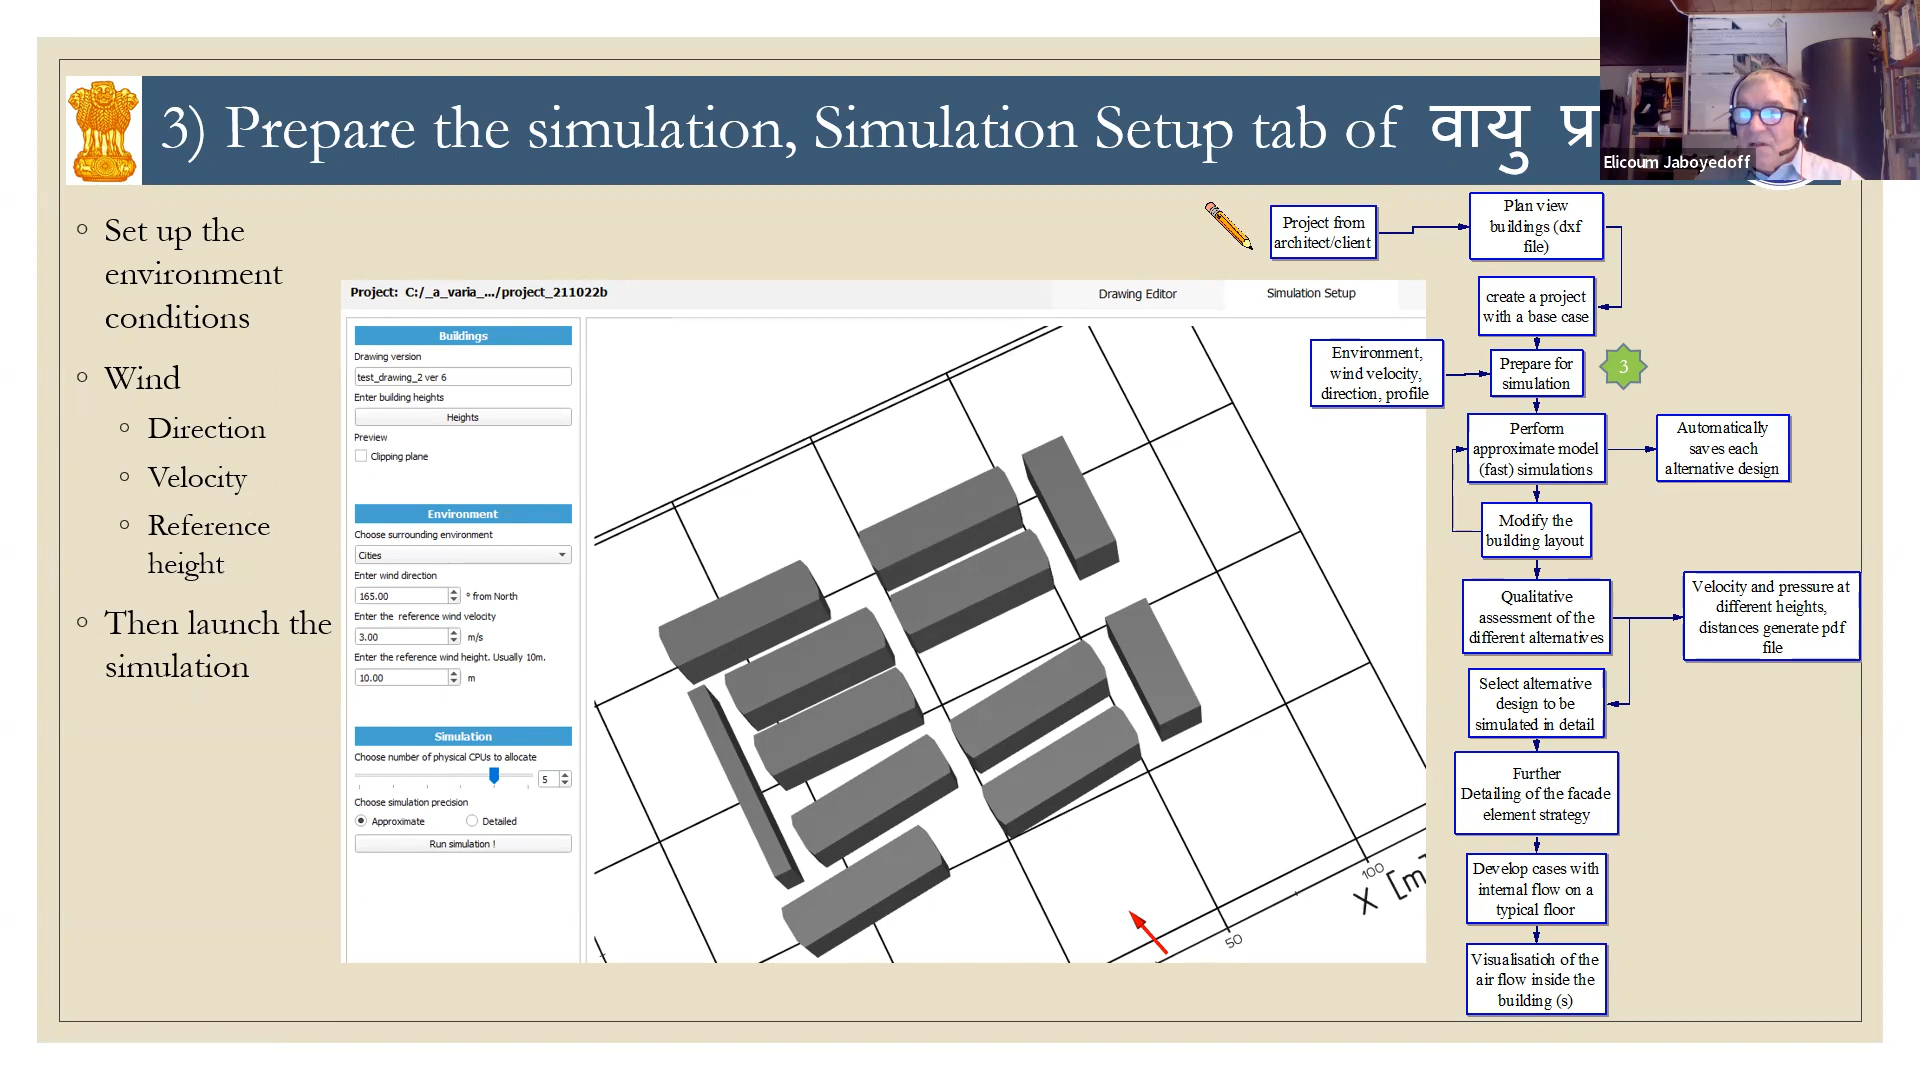 3) Prepare the simulation, Simulation Setup tab of वायु
Elicoum Jaboyedoff
Set up the
environment
conditions
Wind
Direction
Velocity
Reference
height
Then launch the
simulation
Project: C:/_a_varia_.../project_211022b
Drawing Editor
Simulation Setup
Buildings
Drawing version
test_drawing_2 ver 6
Enter building heights
Heights
Preview
Clipping plane
Environment
Choose surrounding environment
Cities
Enter wind direction
165.00
° from North
Enter the reference wind velocity
3.00
m/s
Enter the reference wind height. Usually 10m.
10.00
m
Simulation
Choose number of physical CPUs to allocate
5
Choose simulation precision
Approximate
Detailed
Run simulation !
50
100
X [m
Project from
architect/client
Plan view
buildings (dxf
file)
create a project
with a base case
Environment,
wind velocity,
direction, profile
Prepare for
simulation
3
Perform
approximate model
(fast) simulations
Automatically
saves each
alternative design
Modify the
building layout
Qualitative
assessment of the
different alternatives
Velocity and pressure at
different heights,
distances generate pdf
file
Select alternative
design to be
simulated in detail
Further
Detailing of the facade
element strategy
Develop cases with
internal flow on a
typical floor
Visualisation of the
air flow inside the
building (s)